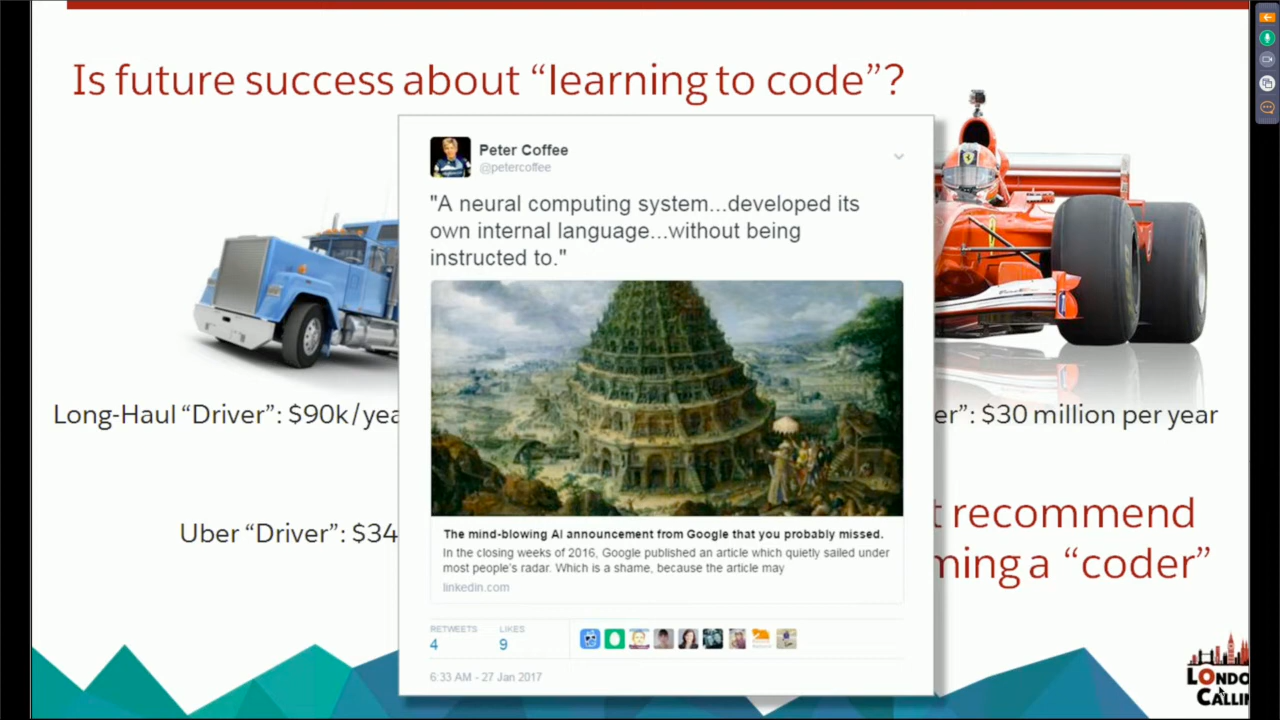 Is future success about “learning to code”?
Peter Coffee
@petercoffee
"A neural computing system...developed its
own internal language...without being
instructed to."
Long-Haul “Driver”: $90k/yea
er”: $30 million per year
The mind-blowing AI announcement from Google that you probably missed.
In the closing weeks of 2016, Google published an article which quietly sailed under
most people's radar. Which is a shame, because the article may
linkedin.com
Uber “Driver”: $34
t recommend
ming a “coder”
RETWEETS LIKES
4 9
6:33 AM - 27 Jan 2017
LONDO
CALLIN